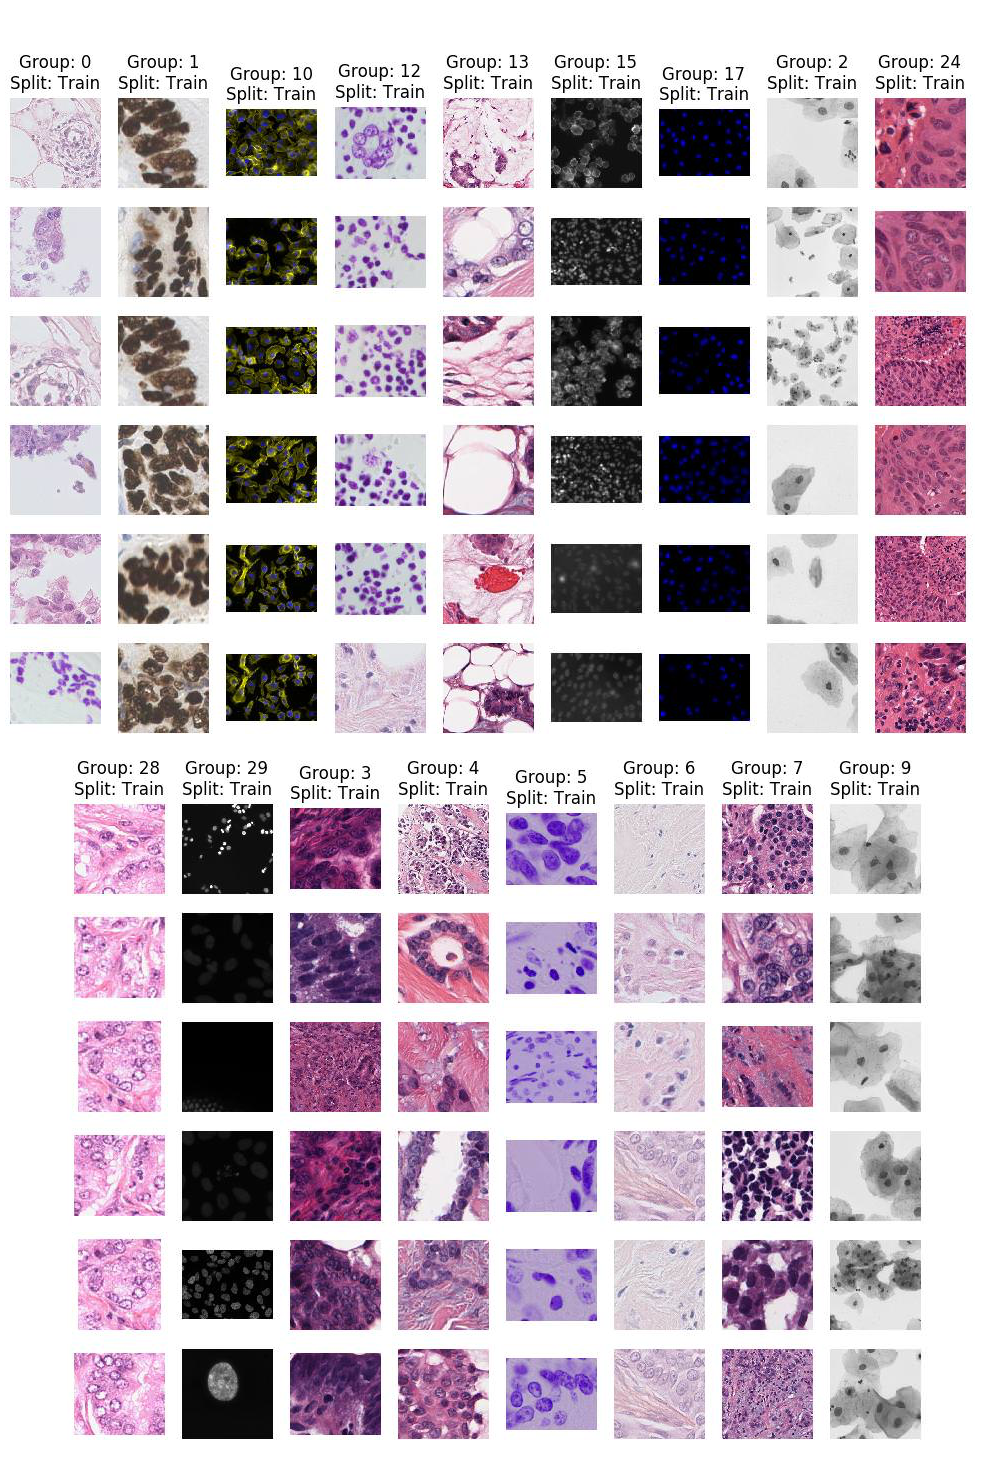 Group: 0
Split: Train
Group: 1
Split: Train
Group: 10
Split: Train
Group: 12
Split: Train
Group: 13
Split: Train
Group: 15
Split: Train
Group: 17
Split: Train
Group: 2
Split: Train
Group: 24
Split: Train
Group: 28
Split: Train
Group: 29
Split: Train
Group: 3
Split: Train
Group: 4
Split: Train
Group: 5
Split: Train
Group: 6
Split: Train
Group: 7
Split: Train
Group: 9
Split: Train